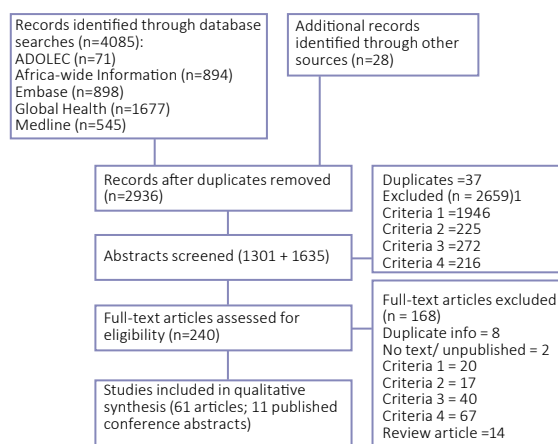 Records identified through database
searches (n=4085):
ADOLEC (n=71)
Africa-wide Information (n=894)
Embase (n=898)
Global Health (n=1677)
Medline (n=545)
Additional records
identified through other
sources (n=28)
Records after duplicates removed
(n=2936)
Duplicates =37
Excluded (n = 2659)1
Criteria 1 =1946
Criteria 2 =225
Criteria 3 =272
Criteria 4 =216
Abstracts screened (1301 + 1635)
Full-text articles assessed for
eligibility (n=240)
Full-text articles excluded
(n = 168)
Duplicate info = 8
No text/ unpublished = 2
Criteria 1 = 20
Criteria 2 = 17
Criteria 3 = 40
Criteria 4 = 67
Review article =14
Studies included in qualitative
synthesis (61 articles; 11 published
conference abstracts)